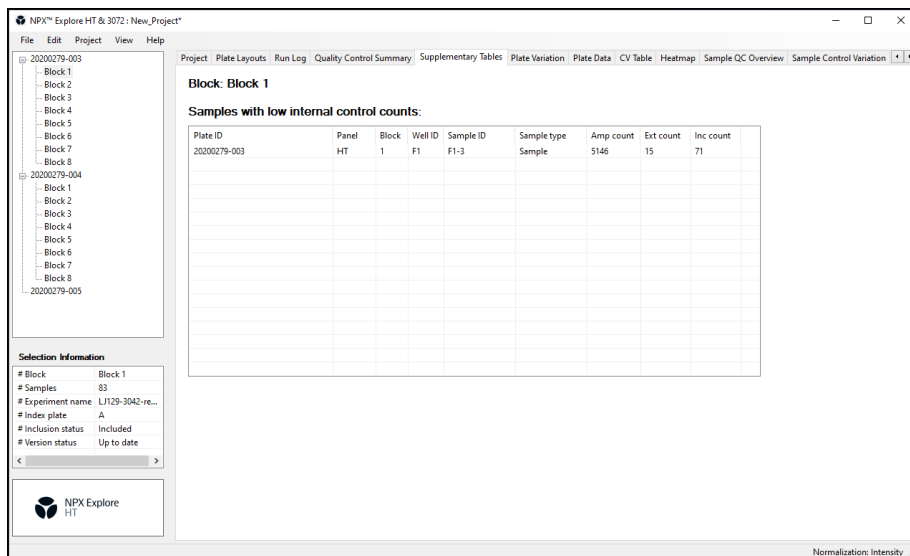 NPX™ Explore HT & 3072 : New_Project*
File Edit Project View Help
20200279-003
Block 1
Block 2
Block 3
Block 4
Block 5
Block 6
Block 7
Block 8
20200279-004
Block 1
Block 2
Block 3
Block 4
Block 5
Block 6
Block 7
Block 8
20200279-005
Selection Information
# Block Block 1
# Samples 83
# Experiment name LJ129-3042-re...
# Index plate A
# Inclusion status Included
# Version status Up to date
NPX Explore
HT
Project Plate Layouts Run Log Quality Control Summary Supplementary Tables Plate Variation Plate Data CV Table Heatmap Sample QC Overview Sample Control Variation
Block: Block 1
Samples with low internal control counts:
Plate ID Panel Block Well ID Sample ID Sample type Amp count Ext count Inc count
20200279-003 HT 1 F1 F1-3 Sample 5146 15 71
Normalization: Intensity